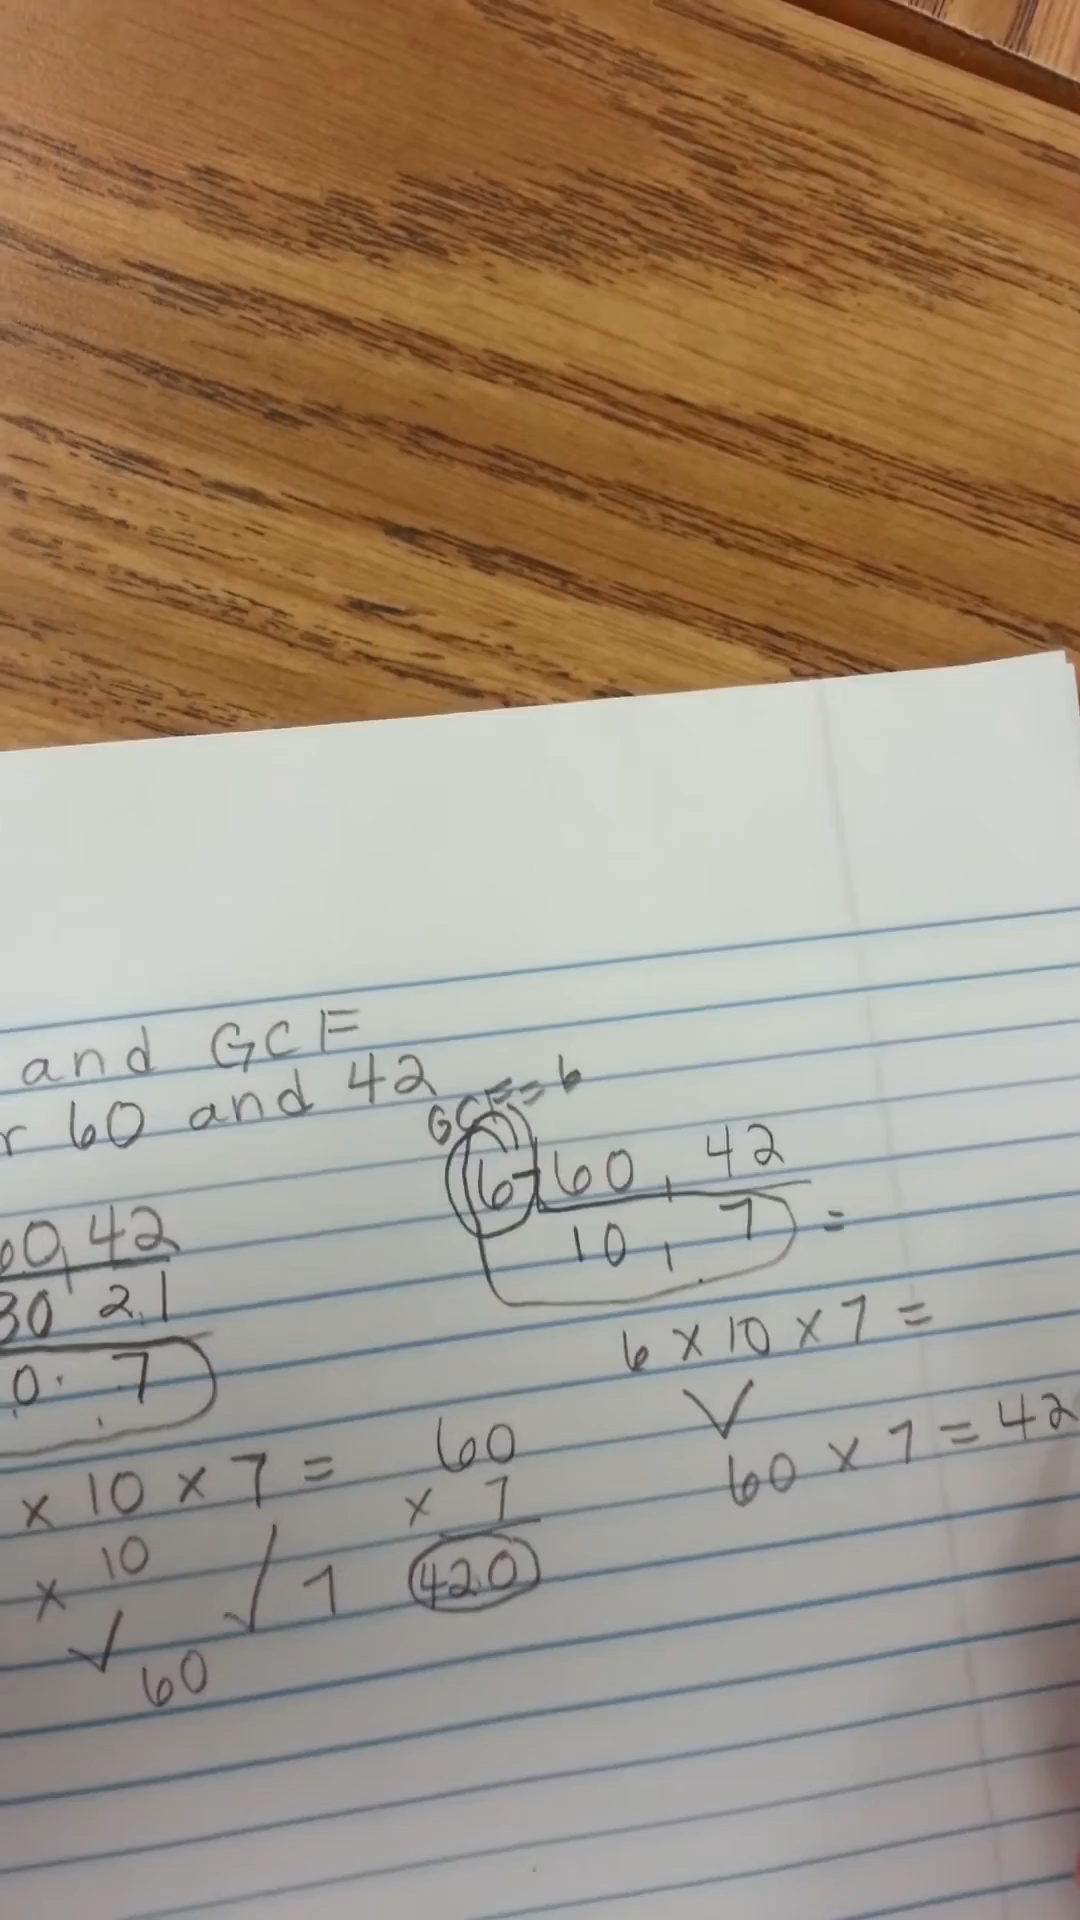 and GCF
r 60 and 42
GCF = 6
6 60, 42
10, 7 =
60, 42
30 21
0, 7
6 x 10 x 7 =
60 x 7 = 42
x 10 x 7 =
60
x 7
420
10
x
7
60